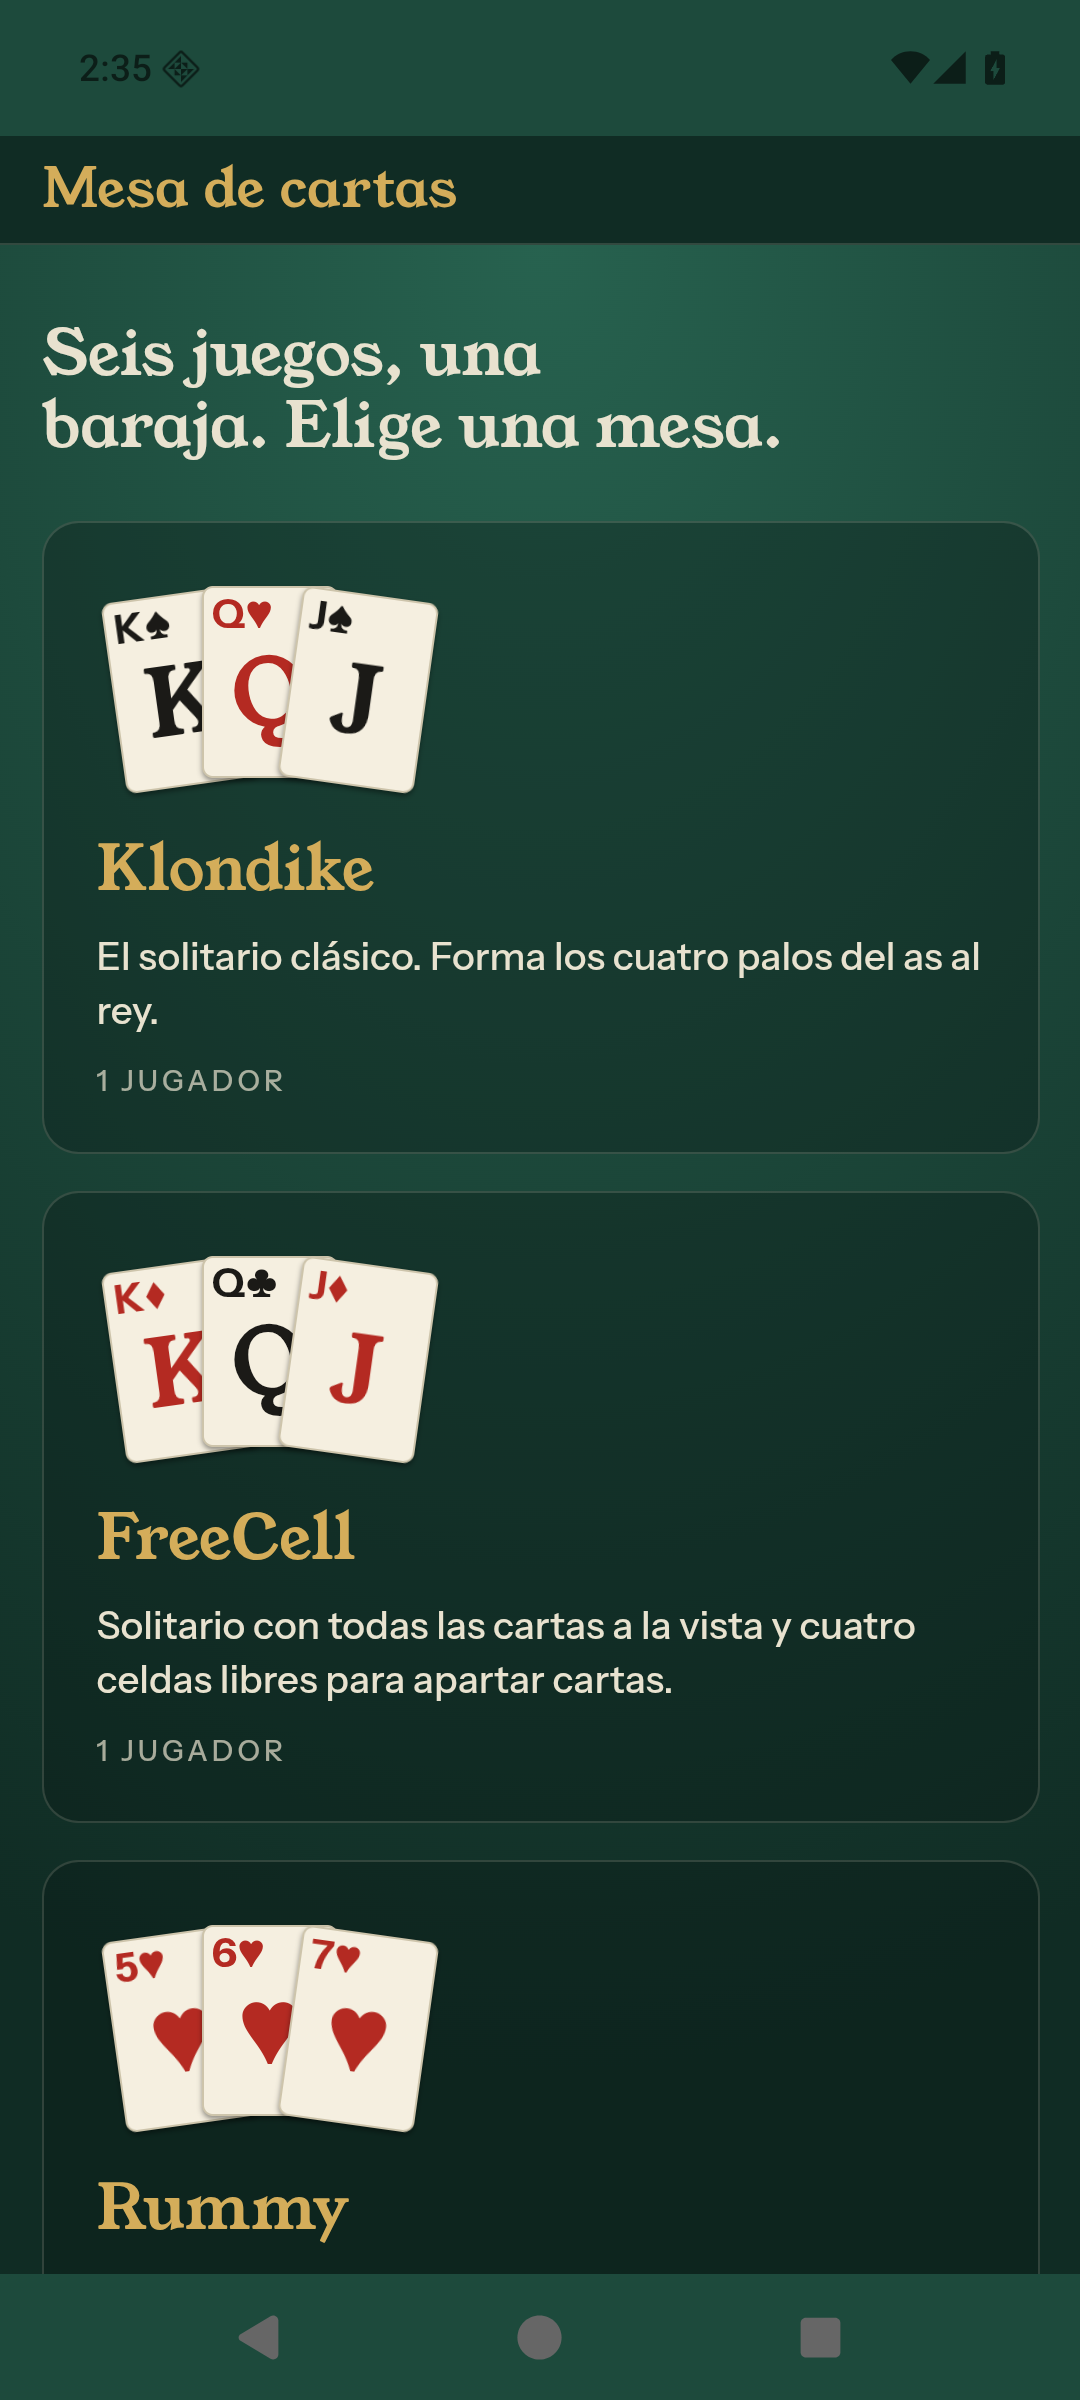 2:35
Mesa de cartas
Seis juegos, una
baraja. Elige una mesa.
K♠ Q♥ J♠
K Q J
Klondike
El solitario clásico. Forma los cuatro palos del as al
rey.
1 JUGADOR
K♦ Q♣ J♦
K Q J
FreeCell
Solitario con todas las cartas a la vista y cuatro
celdas libres para apartar cartas.
1 JUGADOR
5♥ 6♥ 7♥
♥ ♥ ♥
Rummy